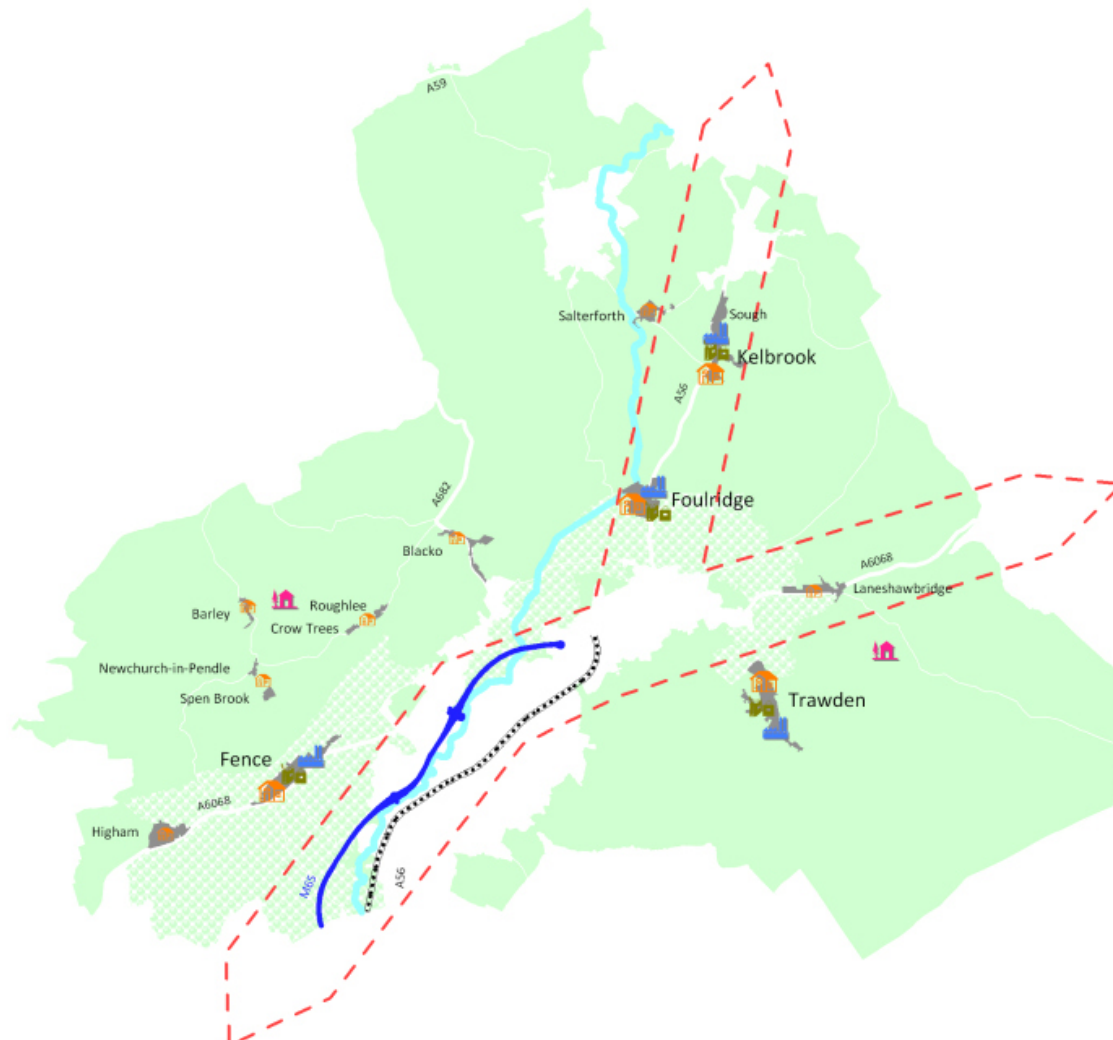 A59
Salterforth
Sough
Kelbrook
A56
A682
Foulridge
Blacko
A6068
Laneshawbridge
Barley
Roughlee
Crow Trees
Newchurch-in-Pendle
Spen Brook
Trawden
Fence
A6068
Higham
M65
A56